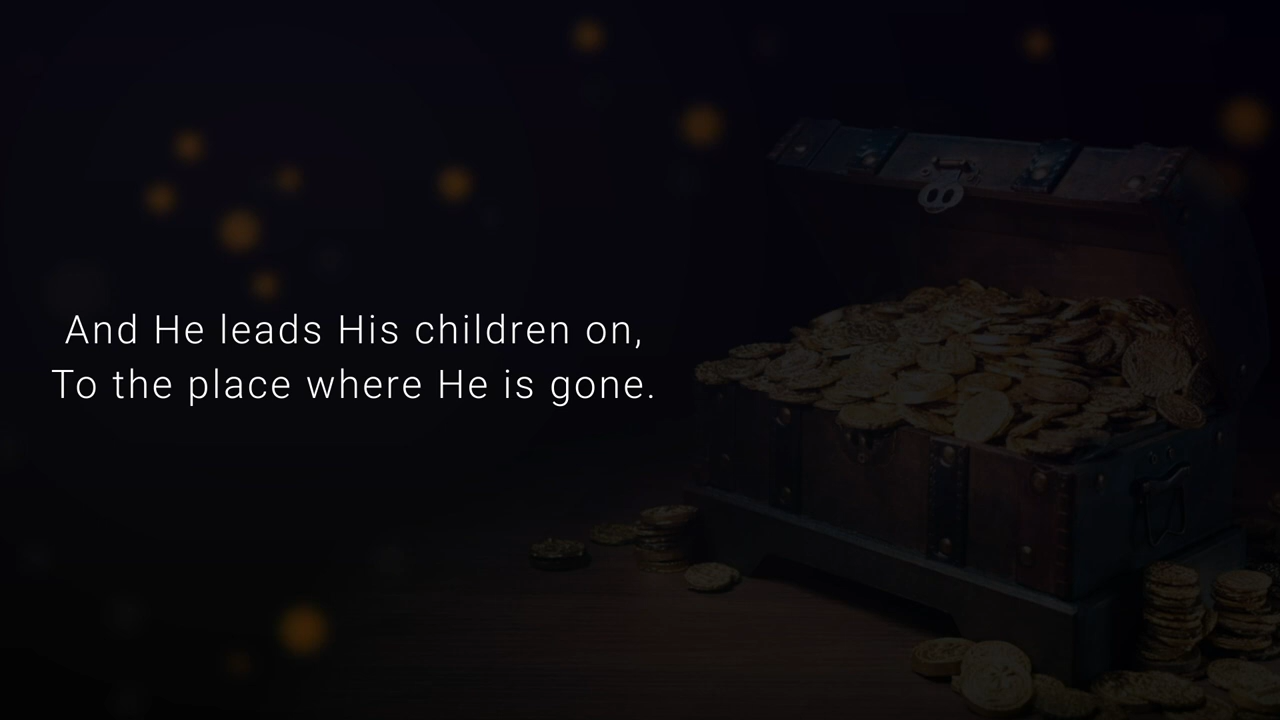 And He leads His children on,
To the place where He is gone.